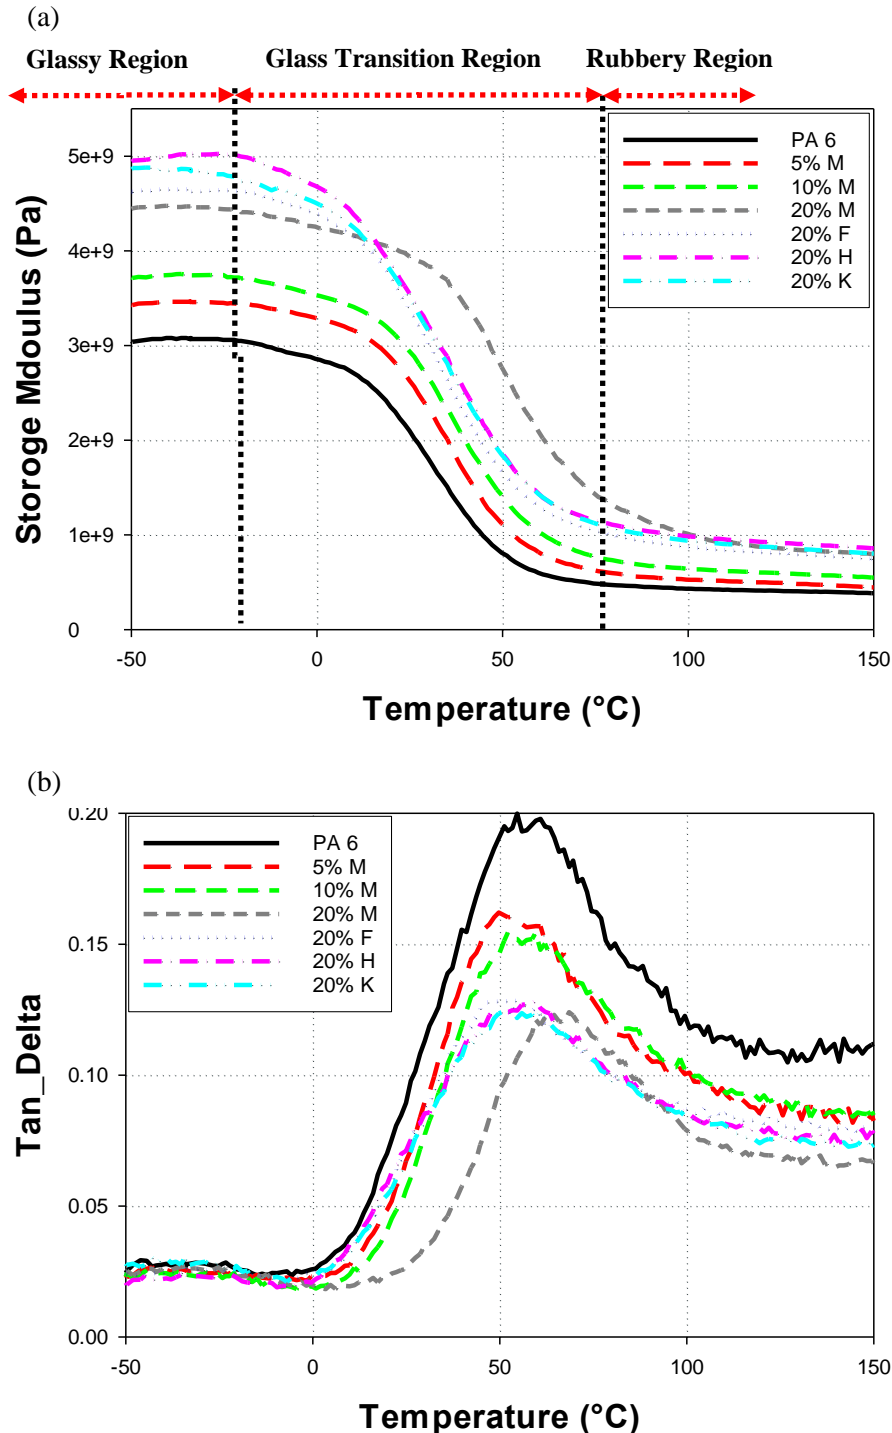 (a)
Glassy Region Glass Transition Region Rubbery Region
PA 6
5% M
10% M
20% M
20% F
20% H
20% K
5e+9
4e+9
3e+9
2e+9
1e+9
0
-50 0 50 100 150
Storoge Mdoulus (Pa)
Temperature (°C)
(b)
PA 6
5% M
10% M
20% M
20% F
20% H
20% K
0.20
0.15
0.10
0.05
0.00
-50 0 50 100 150
Tan_Delta
Temperature (°C)